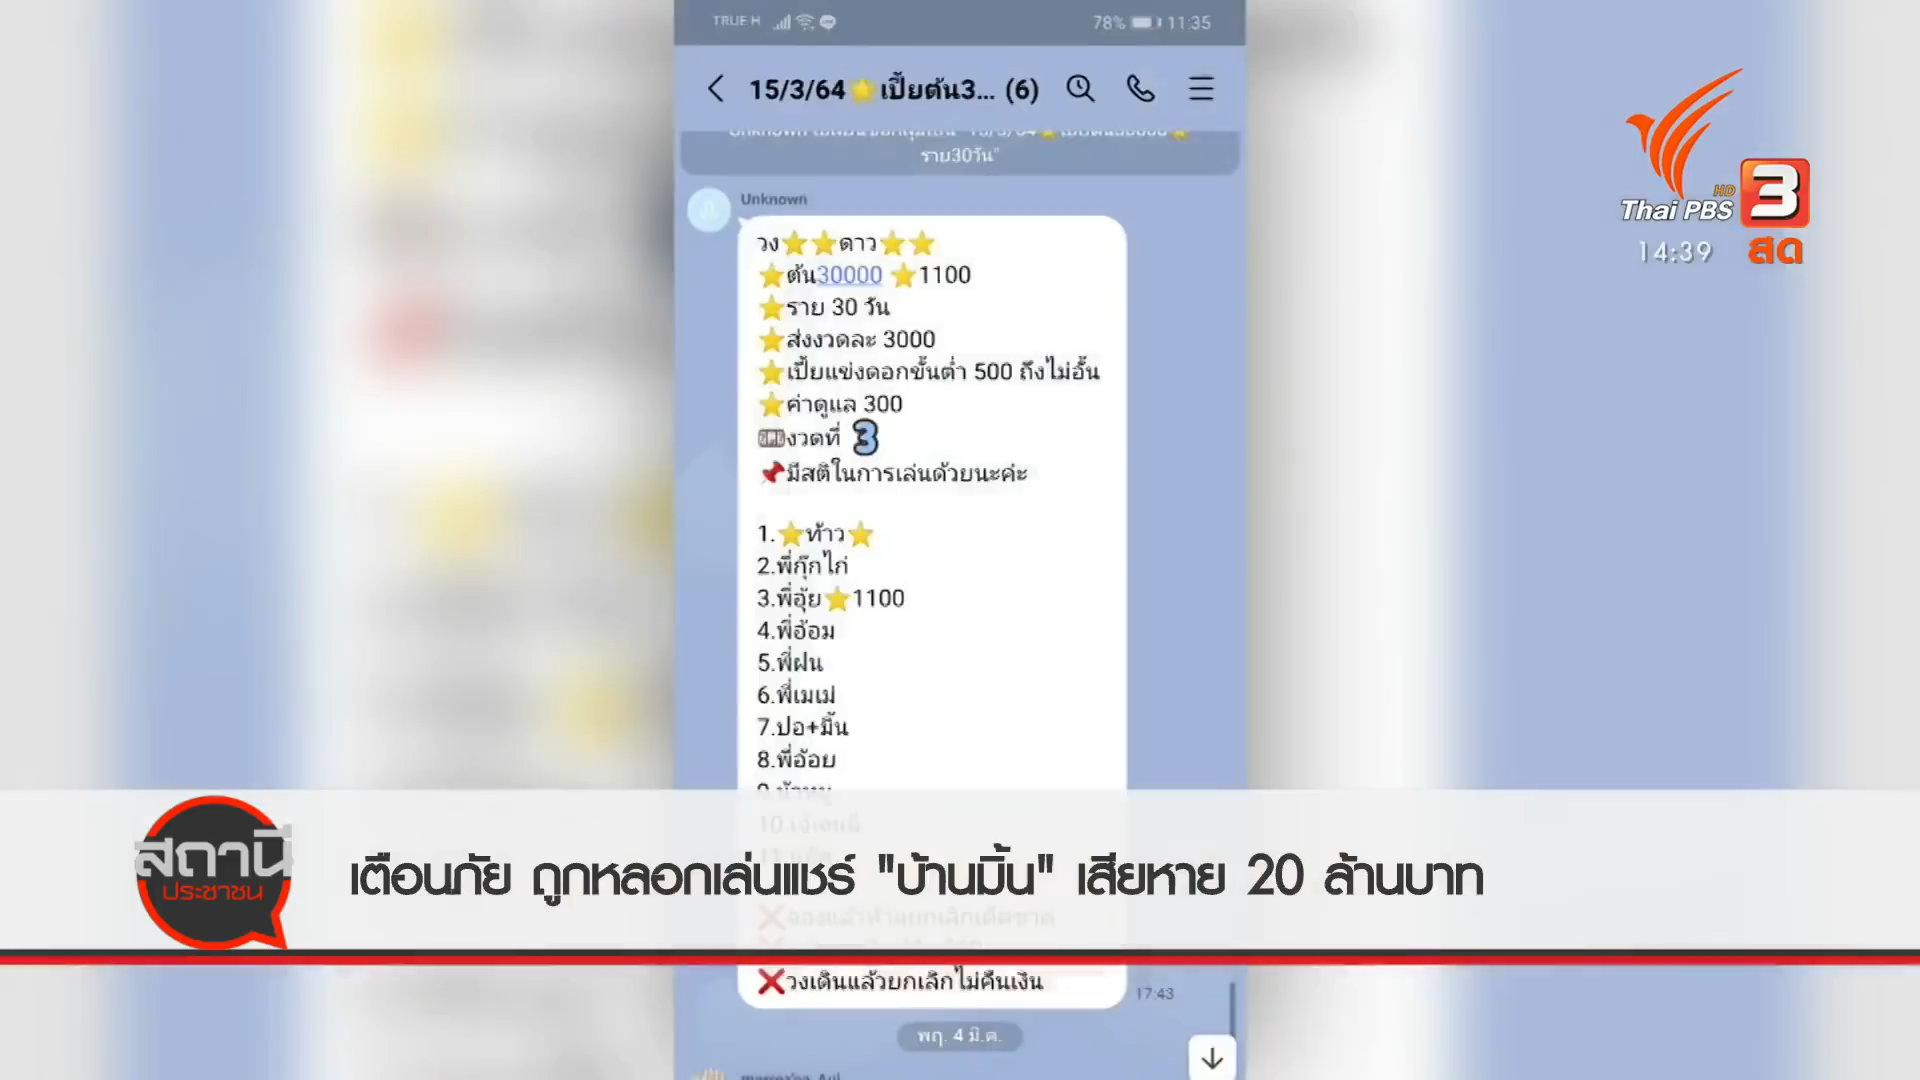 TRUE H
78% 11:35
15/3/64⭐เปี้ยต้น3... (6)
ราย30วัน"
Unknown
วง⭐⭐ดาว⭐⭐
⭐ต้น30000 ⭐1100
⭐ราย 30 วัน
⭐ส่งงวดละ 3000
⭐เปี้ยแข่งดอกขั้นต่ำ 500 ถึงไม่อั้น
⭐ค่าดูแล 300
งวดที่ 3
📌มีสติในการเล่นด้วยนะค่ะ
1.⭐ท้าว⭐
2.พี่กุ๊กไก่
3.พี่อุ้ย⭐1100
4.พี่อ้อม
5.พี่ฝน
6.พี่เมเม่
7.ปอ+มิ้น
8.พี่อ้อย
❌วงเดินแล้วยกเลิกไม่คืนเงิน
17:43
พฤ. 4 มี.ค.
Thai PBS HD 3
14:39 สด
สถานี
ประชาชน
เตือนภัย ถูกหลอกเล่นแชร์ "บ้านมิ้น" เสียหาย 20 ล้านบาท